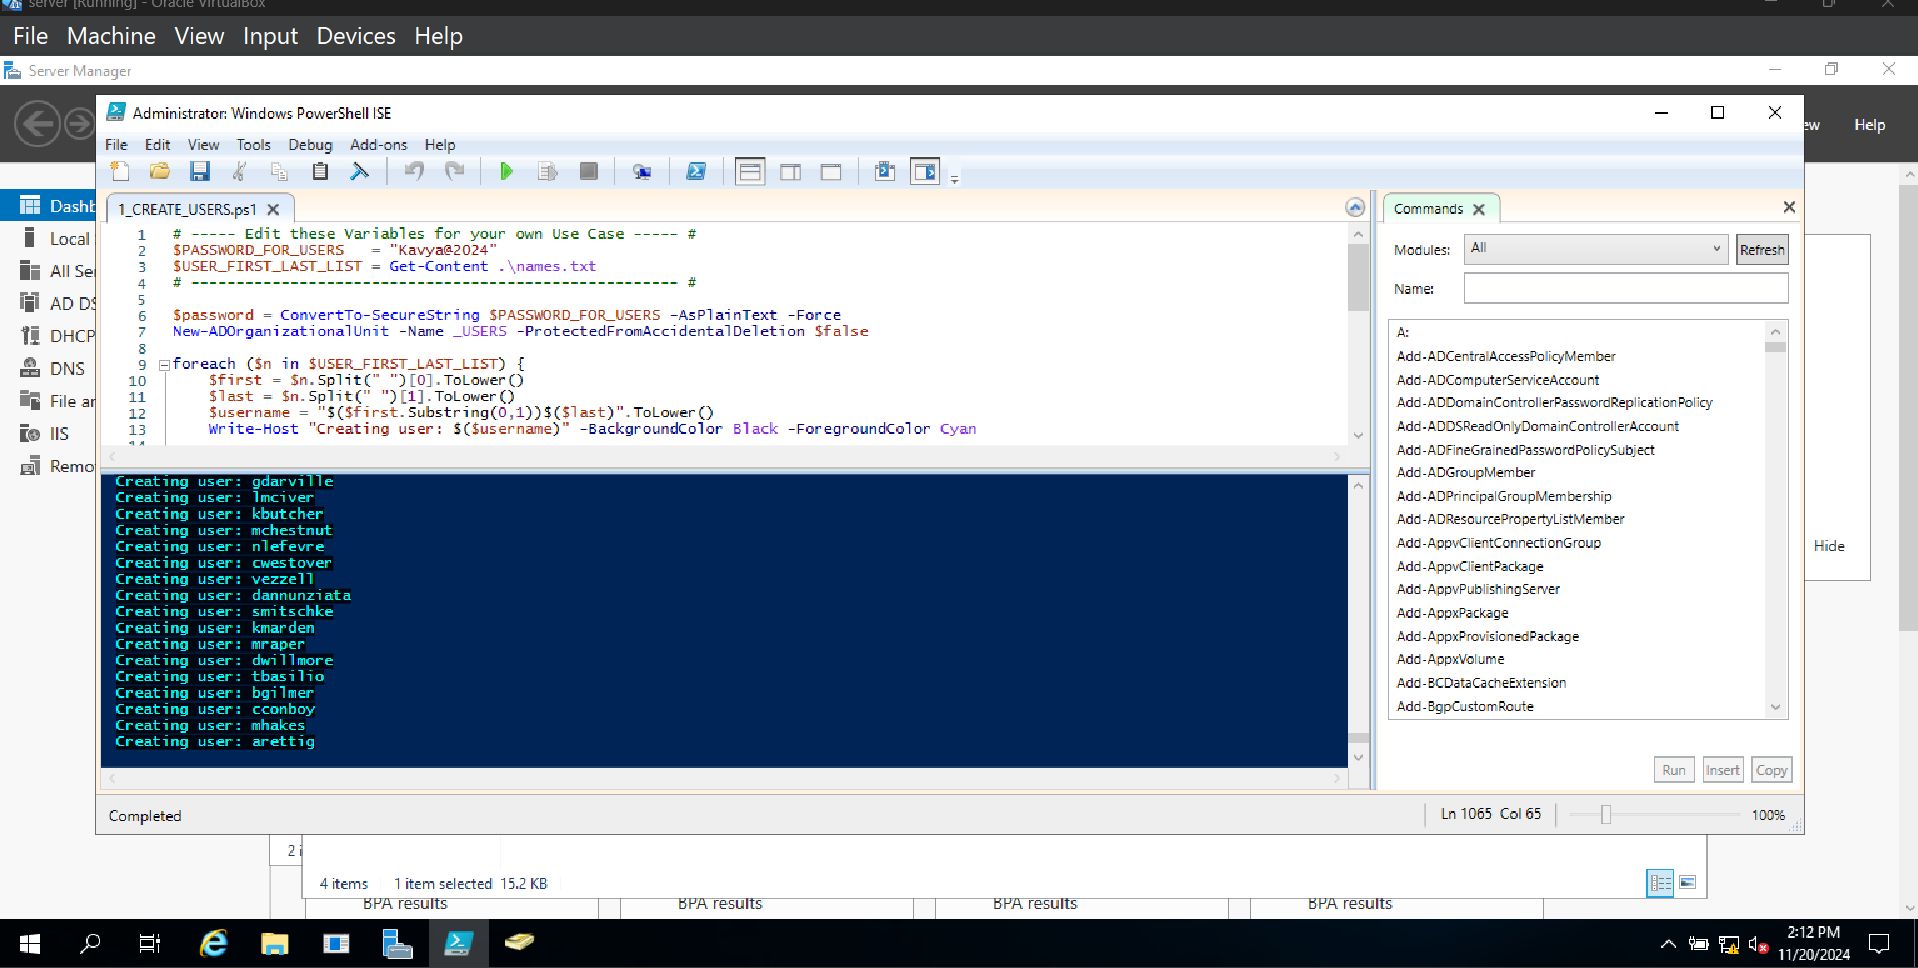 server [Running] - Oracle VirtualBox
File Machine View Input Devices Help
Server Manager
Help
Administrator: Windows PowerShell ISE
File Edit View Tools Debug Add-ons Help
Dashb
Local
All Se
AD DS
DHCP
DNS
File ar
IIS
Remo
1_CREATE_USERS.ps1
1 # ----- Edit these Variables for your own Use Case ----- #
2 $PASSWORD_FOR_USERS   = "Kavya@2024"
3 $USER_FIRST_LAST_LIST = Get-Content .\names.txt
4 # ------------------------------------------------------ #
5
6 $password = ConvertTo-SecureString $PASSWORD_FOR_USERS -AsPlainText -Force
7 New-ADOrganizationalUnit -Name _USERS -ProtectedFromAccidentalDeletion $false
8
9 foreach ($n in $USER_FIRST_LAST_LIST) {
10     $first = $n.Split(" ")[0].ToLower()
11     $last = $n.Split(" ")[1].ToLower()
12     $username = "$($first.Substring(0,1))$($last)".ToLower()
13     Write-Host "Creating user: $($username)" -BackgroundColor Black -ForegroundColor Cyan
14
Creating user: gdarville
Creating user: lmciver
Creating user: kbutcher
Creating user: mchestnut
Creating user: nlefevre
Creating user: cwestover
Creating user: vezzell
Creating user: dannunziata
Creating user: smitschke
Creating user: kmarden
Creating user: mraper
Creating user: dwillmore
Creating user: tbasilio
Creating user: bgilmer
Creating user: cconboy
Creating user: mhakes
Creating user: arettig
Commands
Modules: All Refresh
Name:
A:
Add-ADCentralAccessPolicyMember
Add-ADComputerServiceAccount
Add-ADDomainControllerPasswordReplicationPolicy
Add-ADDSReadOnlyDomainControllerAccount
Add-ADFineGrainedPasswordPolicySubject
Add-ADGroupMember
Add-ADPrincipalGroupMembership
Add-ADResourcePropertyListMember
Add-AppvClientConnectionGroup
Add-AppvClientPackage
Add-AppvPublishingServer
Add-AppxPackage
Add-AppxProvisionedPackage
Add-AppxVolume
Add-BCDataCacheExtension
Add-BgpCustomRoute
Run Insert Copy
Hide
Completed
Ln 1065 Col 65
100%
2 i
4 items 1 item selected 15.2 KB
BPA results BPA results BPA results BPA results
2:12 PM
11/20/2024